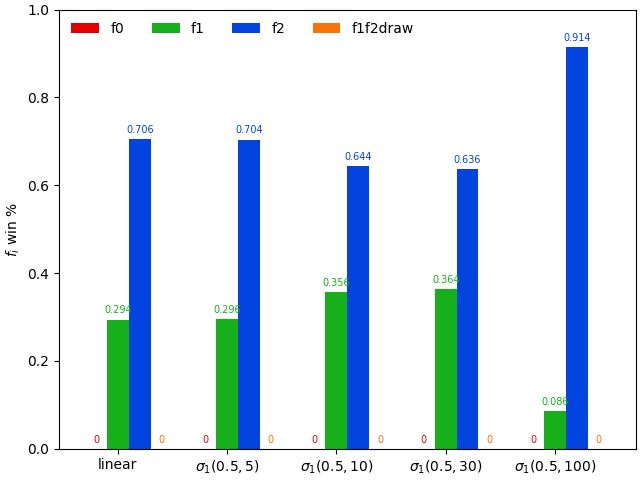 1.0
f0 f1 f2 f1f2draw
0.914
0.8
0.706 0.704
0.644 0.636
0.6
f_i win %
0.4
0.294 0.296 0.356 0.364
0.2
0.086
0 0 0 0 0 0 0 0 0 0
0.0
linear σ₁(0.5, 5) σ₁(0.5, 10) σ₁(0.5, 30) σ₁(0.5, 100)